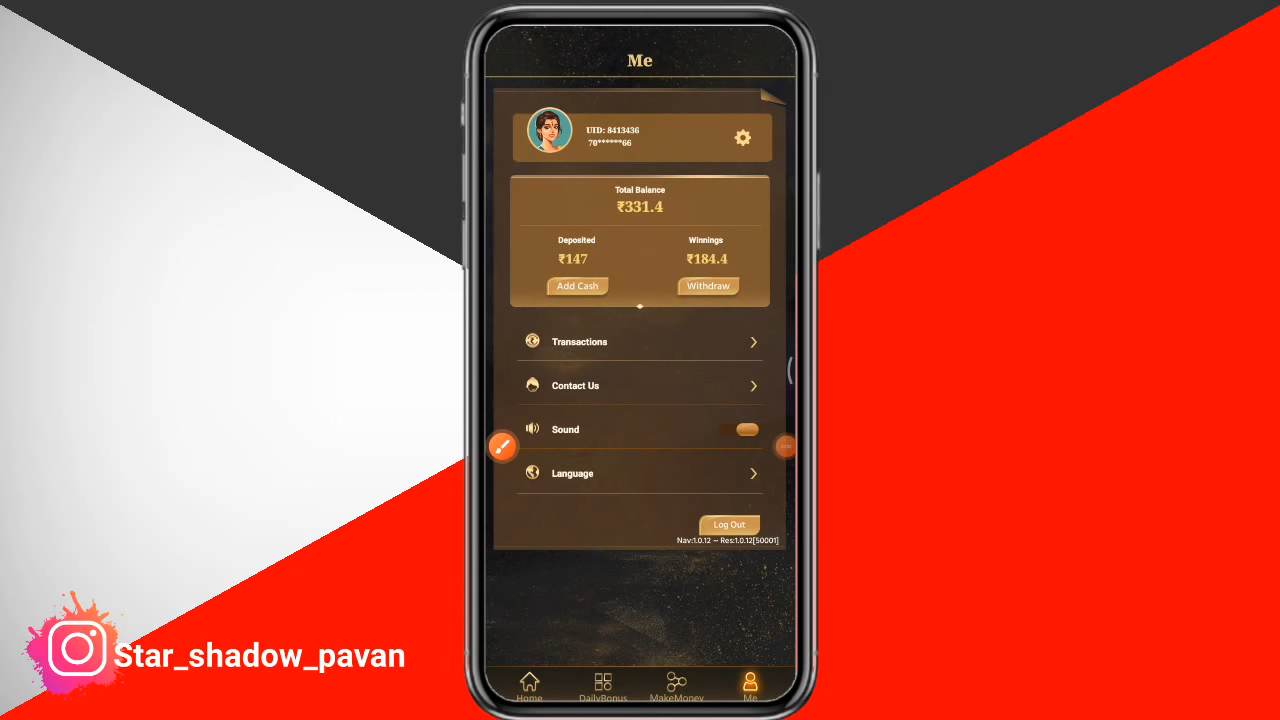 Me
UID: 8413436
70******66
Total Balance
₹331.4
Deposited
Winnings
₹147
₹184.4
Add Cash
Withdraw
Transactions
Contact Us
Sound
Language
Log Out
Nav:1.0.12 ~ Res:1.0.12[50001]
Home
DailyBonus
MakeMoney
Me
Star_shadow_pavan